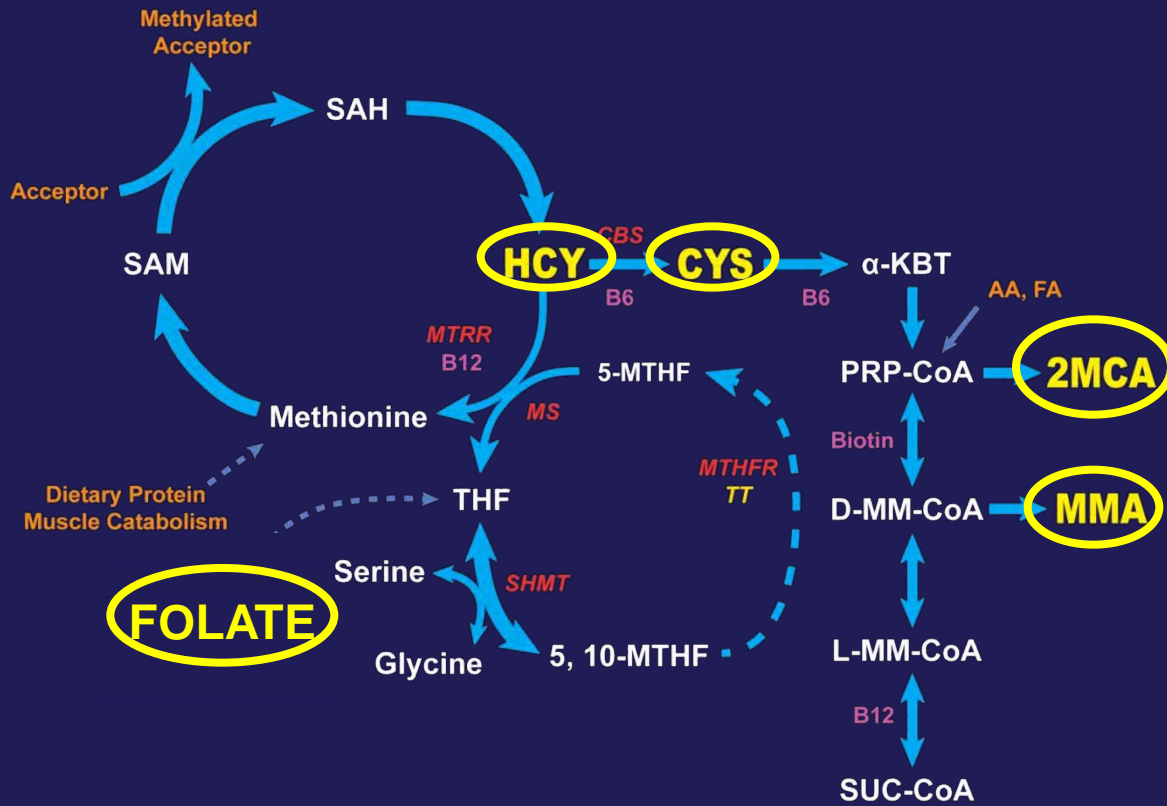 Methylated
Acceptor
SAH
Acceptor
SAM
HCY
CBS
B6
CYS
B6
α-KBT
AA, FA
MTRR
B12
5-MTHF
PRP-CoA
2MCA
Methionine
MS
Biotin
MTHFR
TT
Dietary Protein
Muscle Catabolism
THF
D-MM-CoA
MMA
Serine
SHMT
FOLATE
Glycine
5, 10-MTHF
L-MM-CoA
B12
SUC-CoA